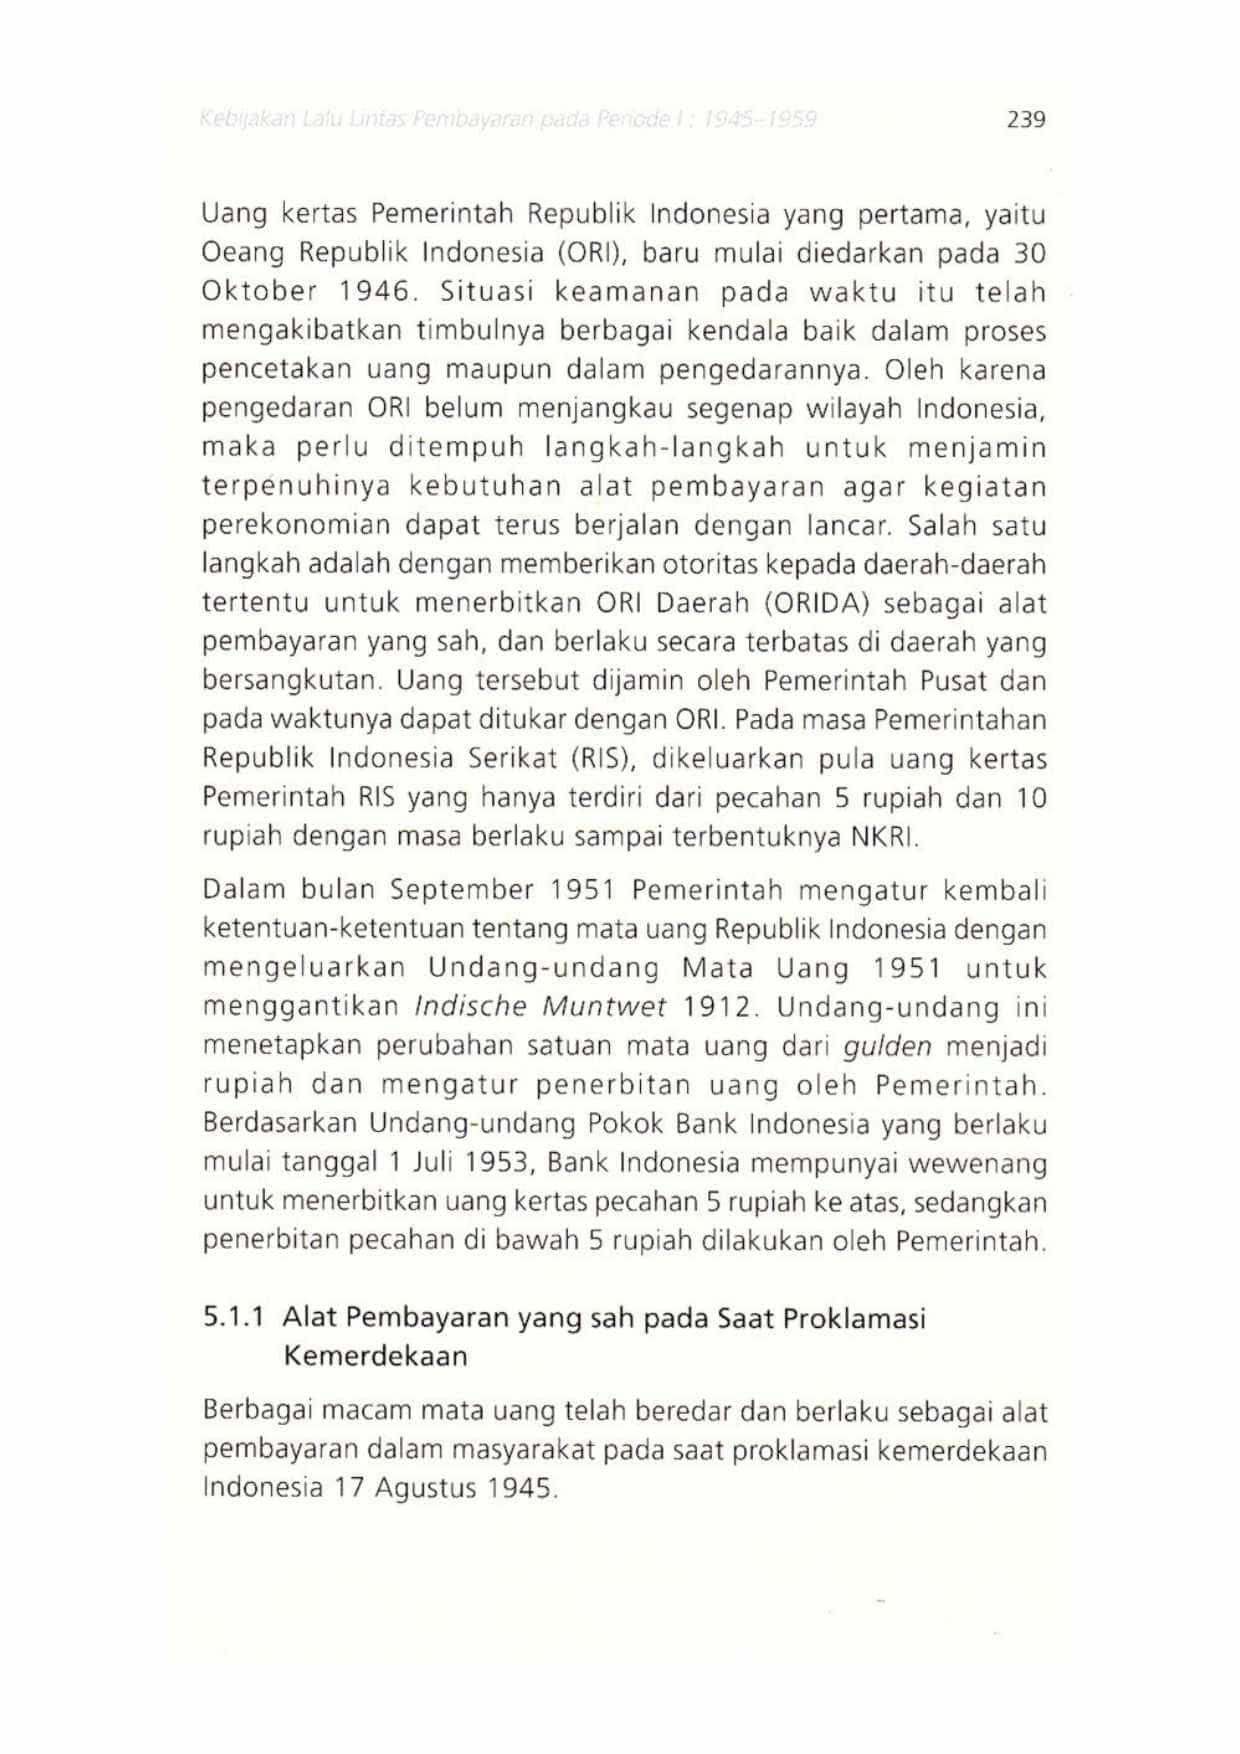 Kebijakan Lalu Lintas Pembayaran pada Periode I : 1945–1959 239
Uang kertas Pemerintah Republik Indonesia yang pertama, yaitu
Oeang Republik Indonesia (ORI), baru mulai diedarkan pada 30
Oktober 1946. Situasi keamanan pada waktu itu telah
mengakibatkan timbulnya berbagai kendala baik dalam proses
pencetakan uang maupun dalam pengedarannya. Oleh karena
pengedaran ORI belum menjangkau segenap wilayah Indonesia,
maka perlu ditempuh langkah-langkah untuk menjamin
terpenuhinya kebutuhan alat pembayaran agar kegiatan
perekonomian dapat terus berjalan dengan lancar. Salah satu
langkah adalah dengan memberikan otoritas kepada daerah-daerah
tertentu untuk menerbitkan ORI Daerah (ORIDA) sebagai alat
pembayaran yang sah, dan berlaku secara terbatas di daerah yang
bersangkutan. Uang tersebut dijamin oleh Pemerintah Pusat dan
pada waktunya dapat ditukar dengan ORI. Pada masa Pemerintahan
Republik Indonesia Serikat (RIS), dikeluarkan pula uang kertas
Pemerintah RIS yang hanya terdiri dari pecahan 5 rupiah dan 10
rupiah dengan masa berlaku sampai terbentuknya NKRI.
Dalam bulan September 1951 Pemerintah mengatur kembali
ketentuan-ketentuan tentang mata uang Republik Indonesia dengan
mengeluarkan Undang-undang Mata Uang 1951 untuk
menggantikan Indische Muntwet 1912. Undang-undang ini
menetapkan perubahan satuan mata uang dari gulden menjadi
rupiah dan mengatur penerbitan uang oleh Pemerintah.
Berdasarkan Undang-undang Pokok Bank Indonesia yang berlaku
mulai tanggal 1 Juli 1953, Bank Indonesia mempunyai wewenang
untuk menerbitkan uang kertas pecahan 5 rupiah ke atas, sedangkan
penerbitan pecahan di bawah 5 rupiah dilakukan oleh Pemerintah.
5.1.1 Alat Pembayaran yang sah pada Saat Proklamasi
Kemerdekaan
Berbagai macam mata uang telah beredar dan berlaku sebagai alat
pembayaran dalam masyarakat pada saat proklamasi kemerdekaan
Indonesia 17 Agustus 1945.